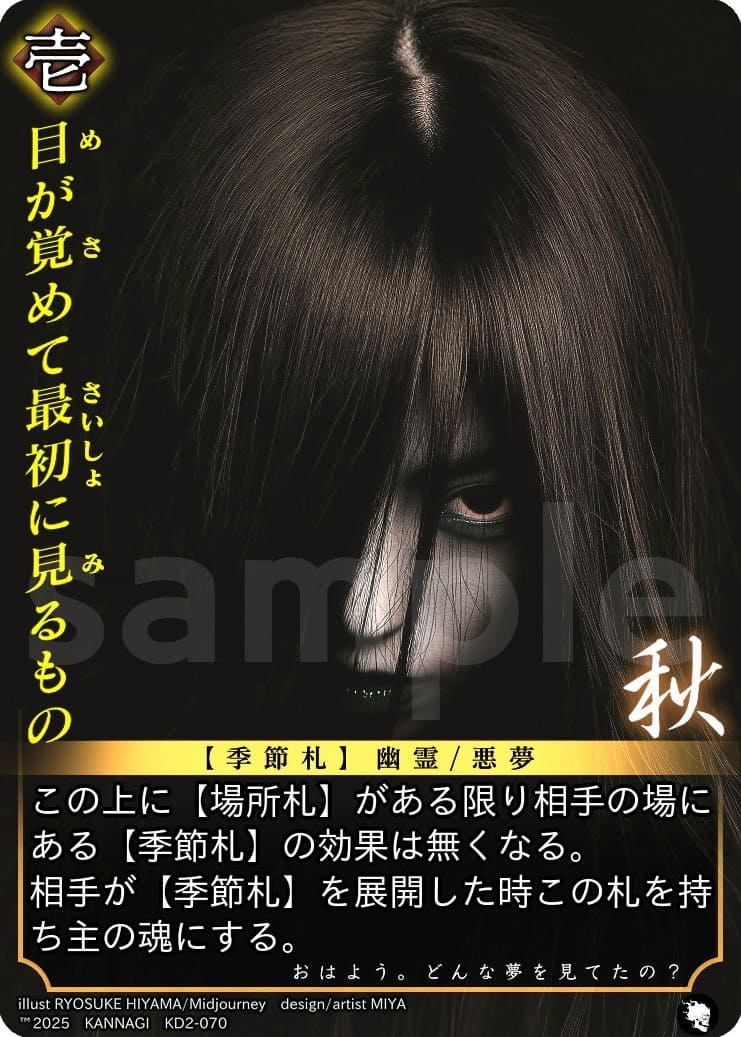 壱
目が覚めて最初に見るもの
め さ さいしょ み
sample
秋
【季節札】幽霊/悪夢
この上に【場所札】がある限り相手の場に
ある【季節札】の効果は無くなる。
相手が【季節札】を展開した時この札を持
ち主の魂にする。
おはよう。どんな夢を見てたの？
illust RYOSUKE HIYAMA/Midjourney design/artist MIYA
™2025 KANNAGI KD2-070